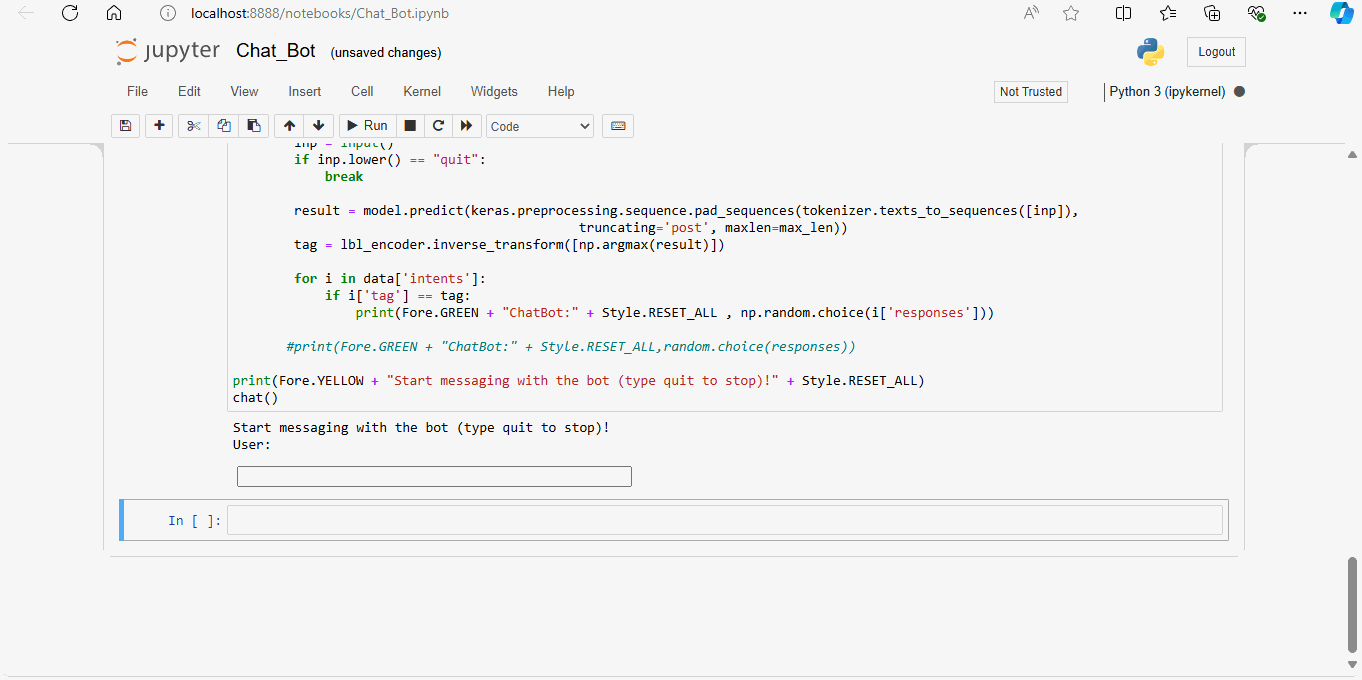 localhost:8888/notebooks/Chat_Bot.ipynb
jupyter Chat_Bot (unsaved changes)
Logout
File Edit View Insert Cell Kernel Widgets Help
Not Trusted
Python 3 (ipykernel)
Run
Code
inp = input()
if inp.lower() == "quit":
break
result = model.predict(keras.preprocessing.sequence.pad_sequences(tokenizer.texts_to_sequences([inp]),
truncating='post', maxlen=max_len))
tag = lbl_encoder.inverse_transform([np.argmax(result)])
for i in data['intents']:
if i['tag'] == tag:
print(Fore.GREEN + "ChatBot:" + Style.RESET_ALL , np.random.choice(i['responses']))
#print(Fore.GREEN + "ChatBot:" + Style.RESET_ALL,random.choice(responses))
print(Fore.YELLOW + "Start messaging with the bot (type quit to stop)!" + Style.RESET_ALL)
chat()
Start messaging with the bot (type quit to stop)!
User:
In [ ]: